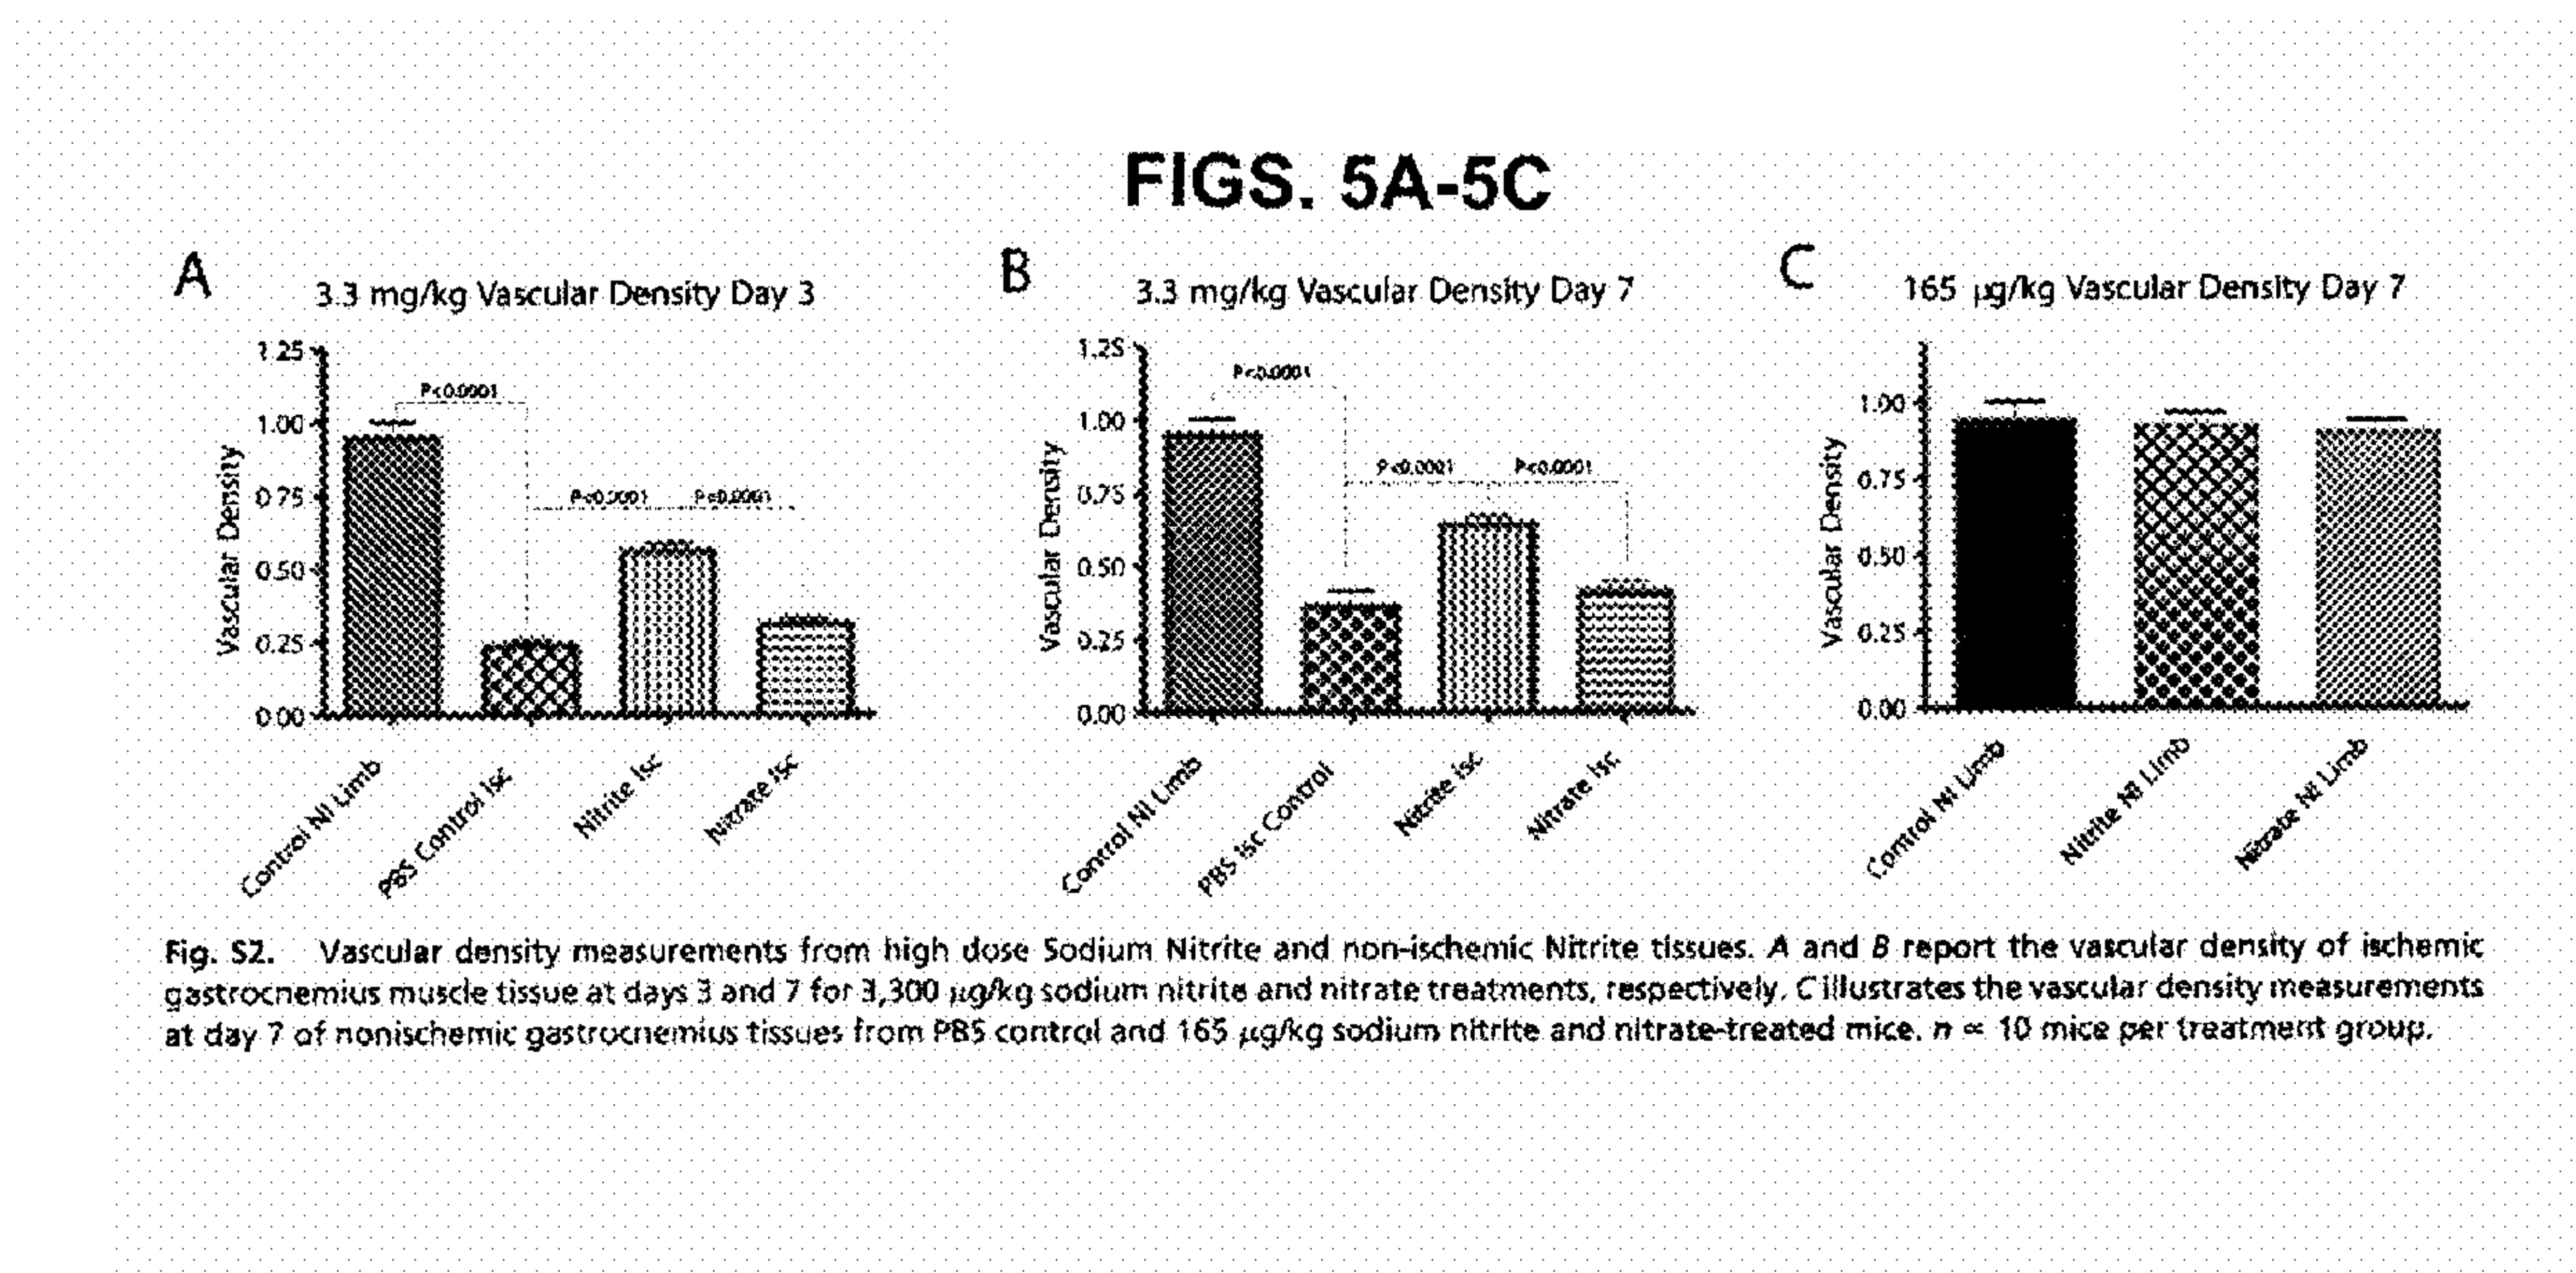 FIGS. 5A-5C
A
3.3 mg/kg Vascular Density Day 3
Vascular Density
1.25
1.00
0.75
0.50
0.25
0.00
P<0.0001
P<0.0001
P<0.0001
Control NI Limb
PBS Control Isc
Nitrite Isc
Nitrate Isc
B
3.3 mg/kg Vascular Density Day 7
Vascular Density
1.25
1.00
0.75
0.50
0.25
0.00
P<0.0001
P<0.0001
P<0.0001
Control NI Limb
PBS Isc Control
Nitrite Isc
Nitrate Isc
C
165 µg/kg Vascular Density Day 7
Vascular Density
1.00
0.75
0.50
0.25
0.00
Control NI Limb
Nitrite NI Limb
Nitrate NI Limb
Fig. S2. Vascular density measurements from high dose Sodium Nitrite and non-ischemic Nitrite tissues. A and B report the vascular density of ischemic
gastrocnemius muscle tissue at days 3 and 7 for 3,300 µg/kg sodium nitrite and nitrate treatments, respectively. C illustrates the vascular density measurements
at day 7 of nonischemic gastrocnemius tissues from PBS control and 165 µg/kg sodium nitrite and nitrate-treated mice. n = 10 mice per treatment group.